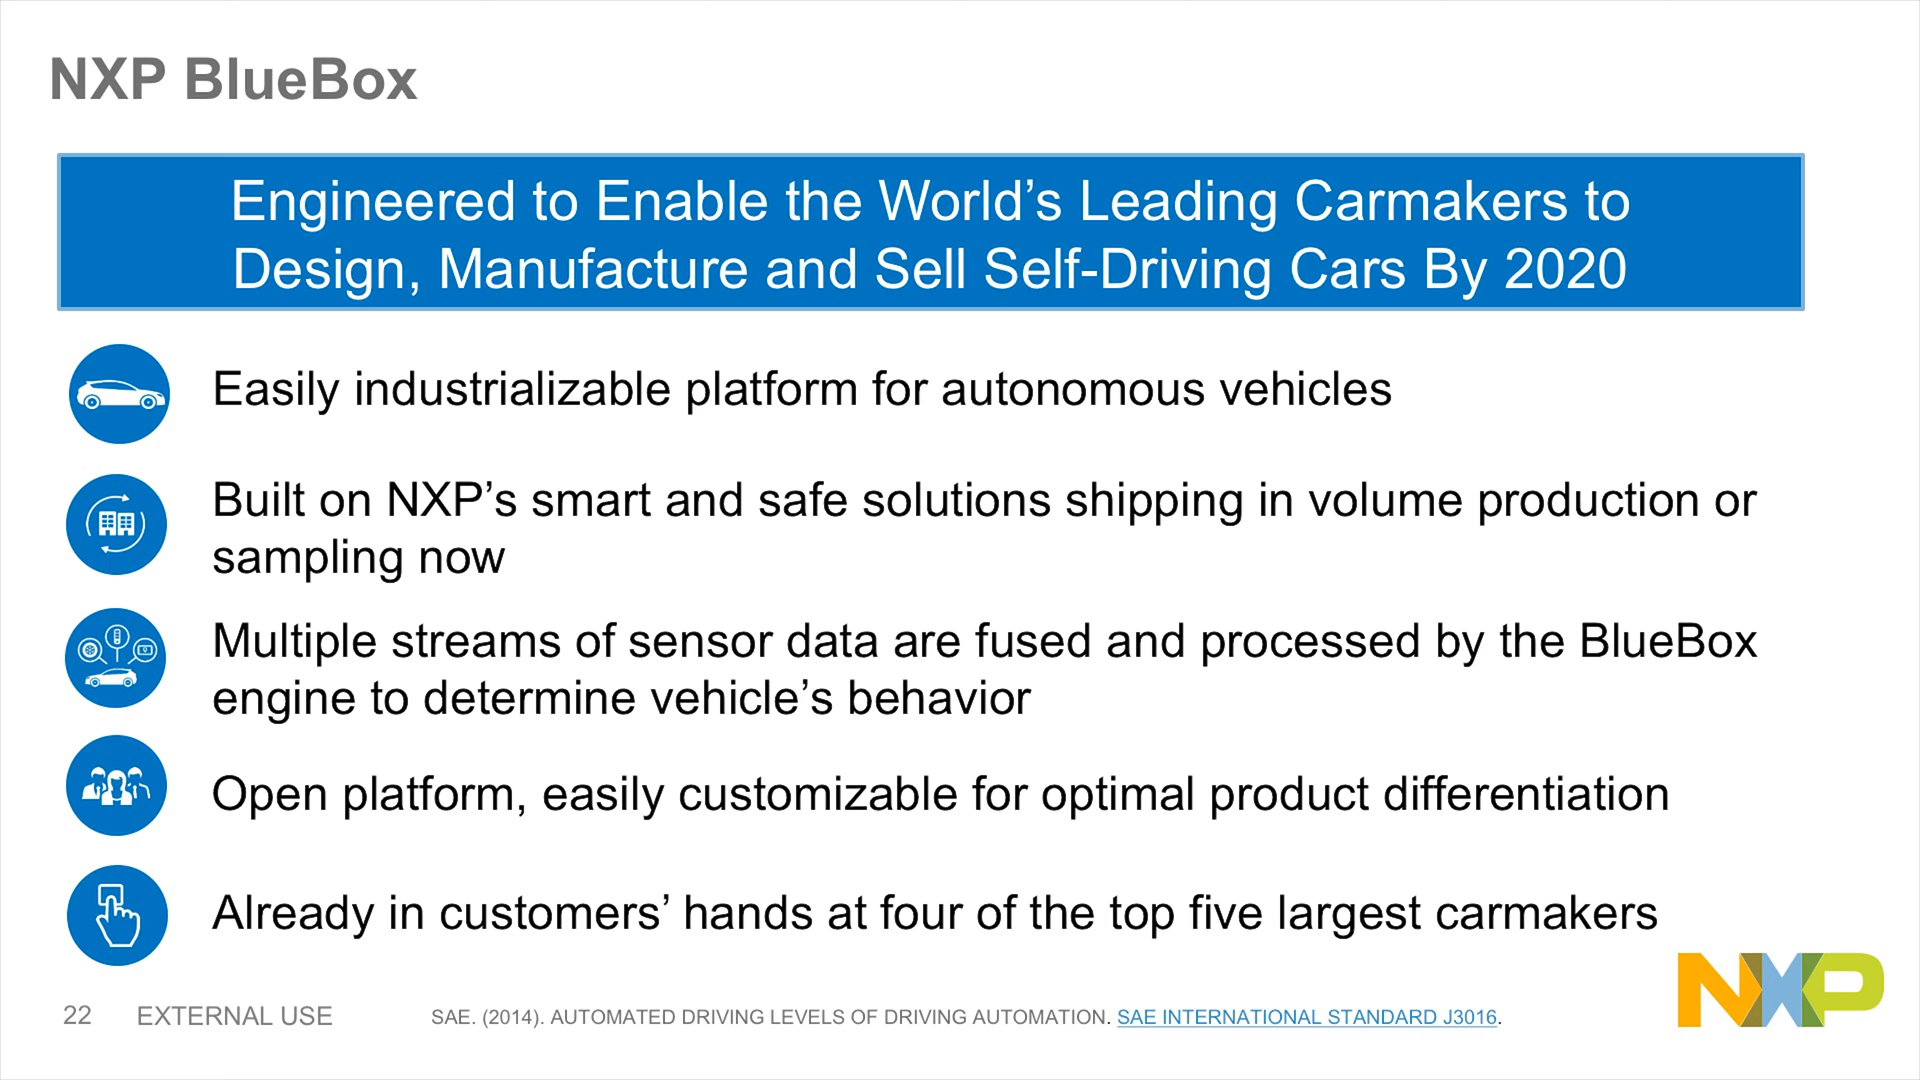 NXP BlueBox
Engineered to Enable the World’s Leading Carmakers to
Design, Manufacture and Sell Self-Driving Cars By 2020
Easily industrializable platform for autonomous vehicles
Built on NXP’s smart and safe solutions shipping in volume production or
sampling now
Multiple streams of sensor data are fused and processed by the BlueBox
engine to determine vehicle’s behavior
Open platform, easily customizable for optimal product differentiation
Already in customers’ hands at four of the top five largest carmakers
22 EXTERNAL USE SAE. (2014). AUTOMATED DRIVING LEVELS OF DRIVING AUTOMATION. SAE INTERNATIONAL STANDARD J3016.
NXP